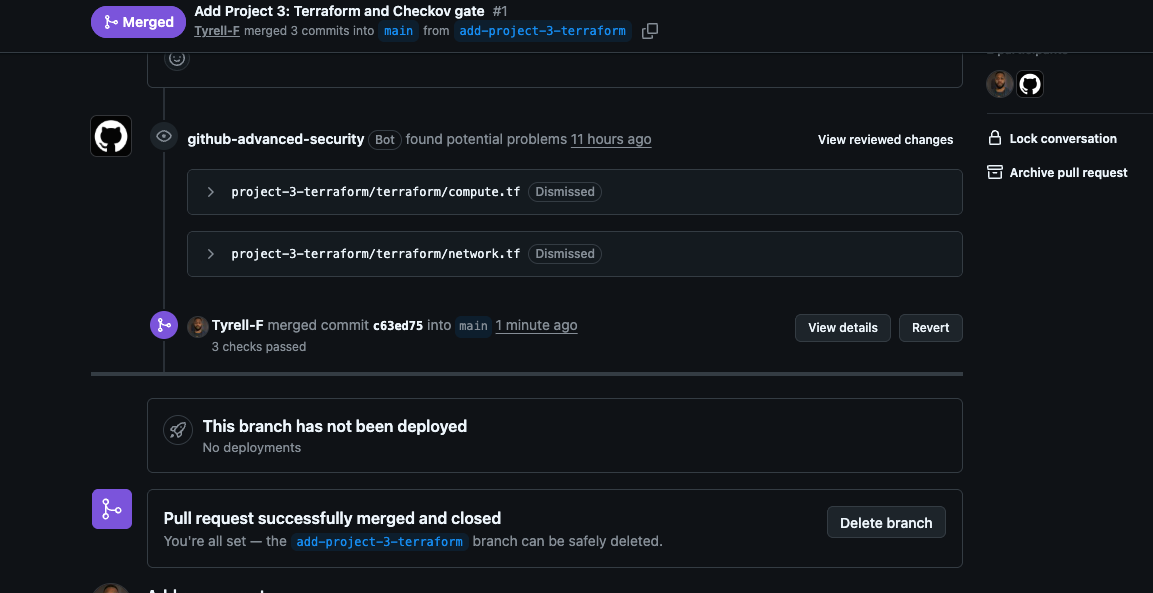 Merged
Add Project 3: Terraform and Checkov gate #1
Tyrell-F merged 3 commits into main from add-project-3-terraform
2 participants
github-advanced-security Bot found potential problems 11 hours ago
View reviewed changes
Lock conversation
Archive pull request
project-3-terraform/terraform/compute.tf Dismissed
project-3-terraform/terraform/network.tf Dismissed
Tyrell-F merged commit c63ed75 into main 1 minute ago
View details
Revert
3 checks passed
This branch has not been deployed
No deployments
Pull request successfully merged and closed
You're all set — the add-project-3-terraform branch can be safely deleted.
Delete branch